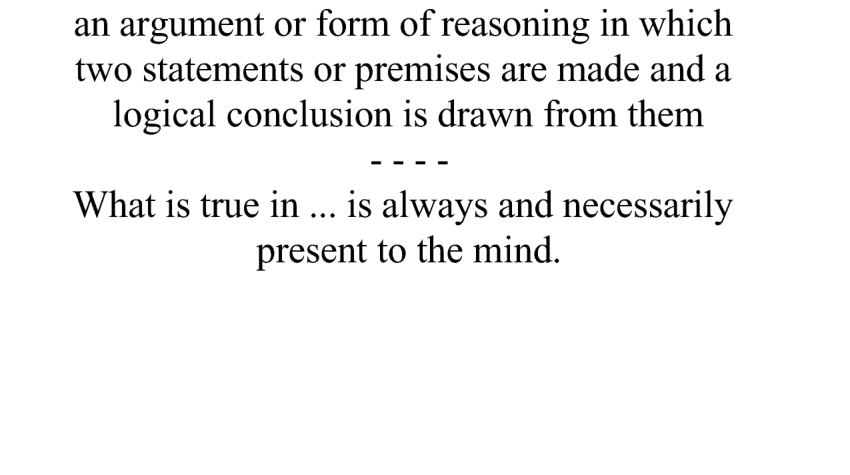 an argument or form of reasoning in which
two statements or premises are made and a
logical conclusion is drawn from them
- - - -
What is true in ... is always and necessarily
present to the mind.